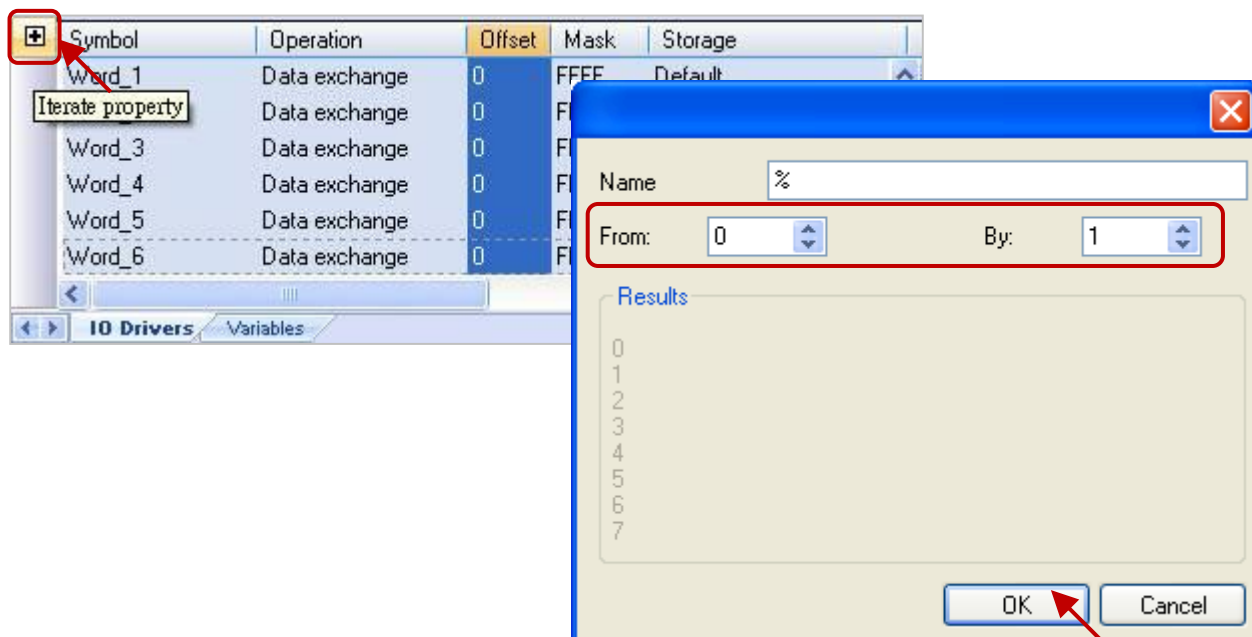 Symbol Operation Offset Mask Storage
Word_1 Data exchange 0 FFFF Default
Iterate property Data exchange 0
Word_3 Data exchange 0
Word_4 Data exchange 0
Word_5 Data exchange 0
Word_6 Data exchange 0
IO Drivers Variables
Name %
From: 0 By: 1
Results
0
1
2
3
4
5
6
7
OK Cancel